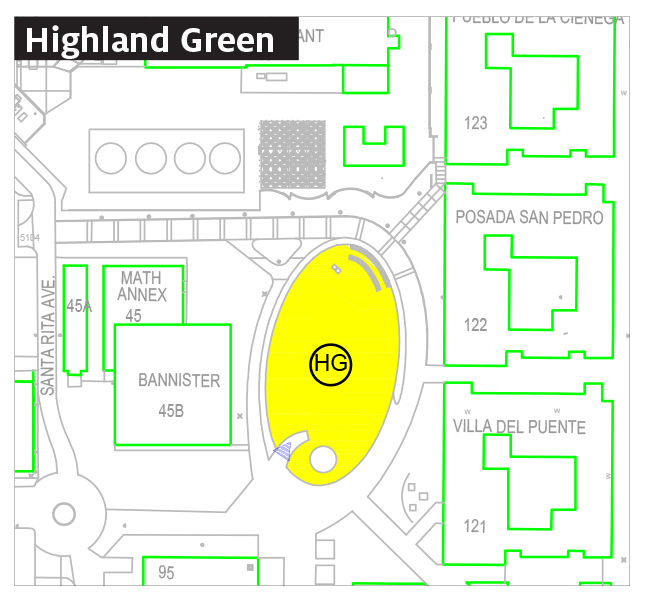 Highland Green
ANT
PUEBLO DE LA CIENEGA
123
POSADA SAN PEDRO
122
5104
SANTA RITA AVE.
45A
MATH
ANNEX
45
BANNISTER
45B
HG
VILLA DEL PUENTE
121
95